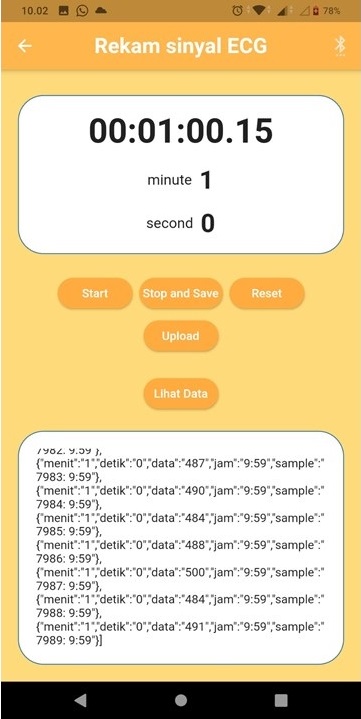 10.02
78%
Rekam sinyal ECG
00:01:00.15
minute 1
second 0
Start
Stop and Save
Reset
Upload
Lihat Data
7982: 9:59"},
{"menit":"1","detik":"0","data":"487","jam":"9:59","sample":"
7983: 9:59"},
{"menit":"1","detik":"0","data":"490","jam":"9:59","sample":"
7984: 9:59"},
{"menit":"1","detik":"0","data":"484","jam":"9:59","sample":"
7985: 9:59"},
{"menit":"1","detik":"0","data":"488","jam":"9:59","sample":"
7986: 9:59"},
{"menit":"1","detik":"0","data":"500","jam":"9:59","sample":"
7987: 9:59"},
{"menit":"1","detik":"0","data":"484","jam":"9:59","sample":"
7988: 9:59"},
{"menit":"1","detik":"0","data":"491","jam":"9:59","sample":"
7989: 9:59"}]